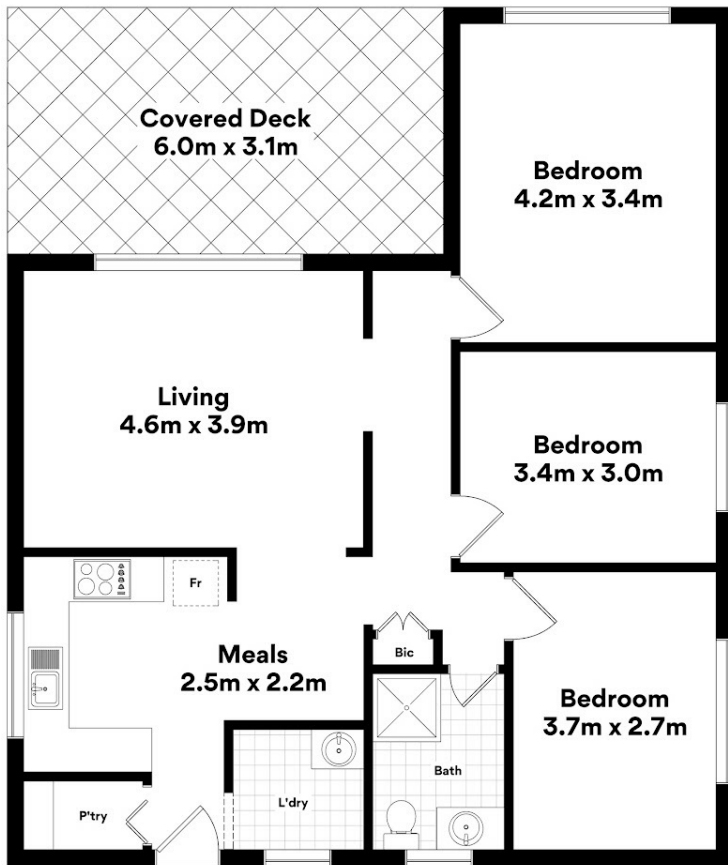 Covered Deck
6.0m x 3.1m
Bedroom
4.2m x 3.4m
Living
4.6m x 3.9m
Bedroom
3.4m x 3.0m
Fr
Meals
2.5m x 2.2m
Bic
Bedroom
3.7m x 2.7m
Bath
P'try
L'dry